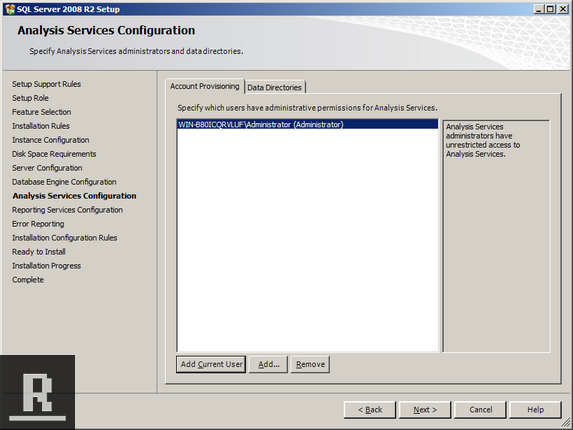 SQL Server 2008 R2 Setup
Analysis Services Configuration
Specify Analysis Services administrators and data directories.
Setup Support Rules
Setup Role
Feature Selection
Installation Rules
Instance Configuration
Disk Space Requirements
Server Configuration
Database Engine Configuration
Analysis Services Configuration
Reporting Services Configuration
Error Reporting
Installation Configuration Rules
Ready to Install
Installation Progress
Complete
Account Provisioning
Data Directories
Specify which users have administrative permissions for Analysis Services.
WIN-B80ICQRVLUF\Administrator (Administrator)
Analysis Services
administrators have
unrestricted access to
Analysis Services.
Add Current User
Add...
Remove
R
< Back
Next >
Cancel
Help